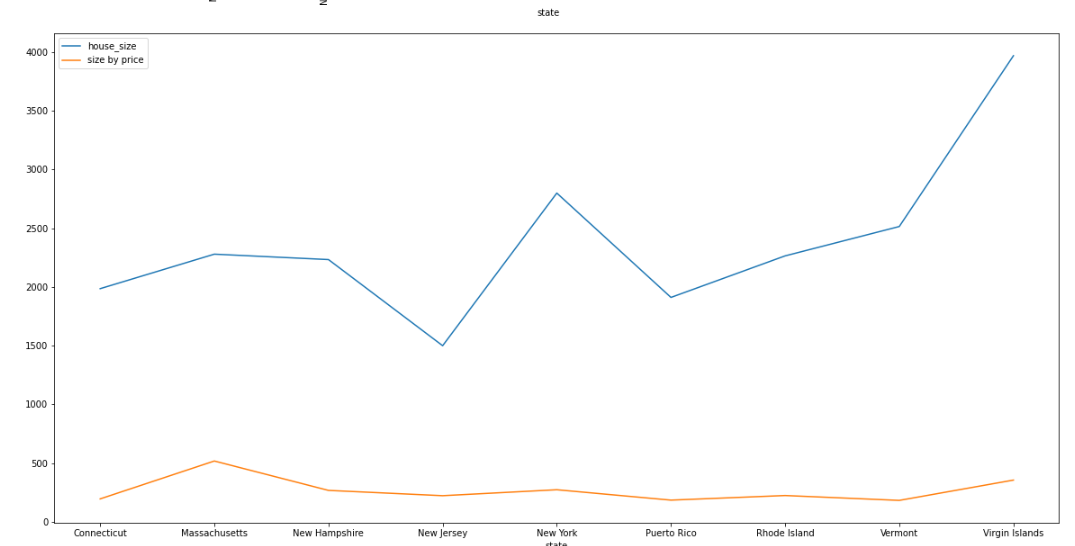 state
house_size
size by price
4000
3500
3000
2500
2000
1500
1000
500
0
Connecticut Massachusetts New Hampshire New Jersey New York Puerto Rico Rhode Island Vermont Virgin Islands
state